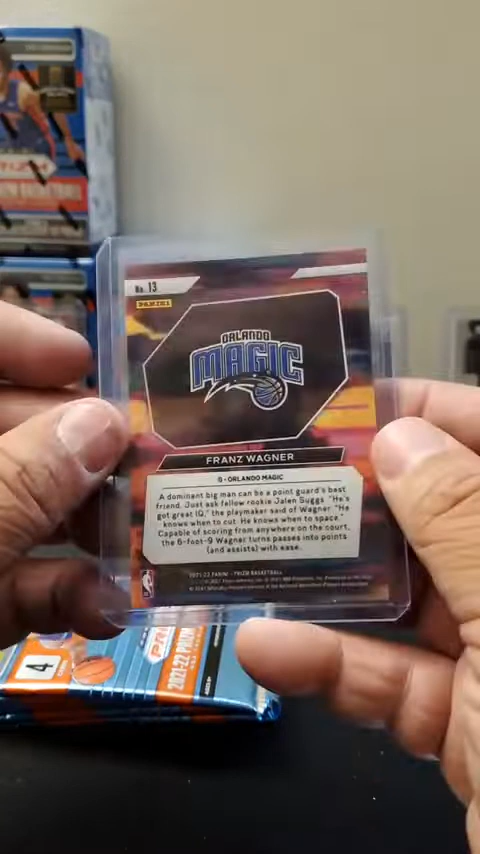 No. 13
PANINI
ORLANDO
MAGIC
FRANZ WAGNER
G - ORLANDO MAGIC
A dominant big man can be a point guard's best
friend. Just ask fellow rookie Jalen Suggs. "He's
got great IQ," the playmaker said of Wagner. "He
knows when to cut. He knows when to space."
Capable of scoring from anywhere on the court,
the 6-foot-9 Wagner turns passes into points
(and assists) with ease.
2021-22 PANINI - PRIZM BASKETBALL
4
2021-22 PRIZM